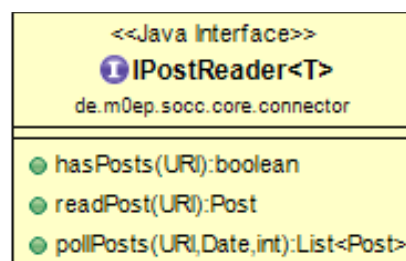 <<Java Interface>>
I IPostReader<T>
de.m0ep.socc.core.connector
hasPosts(URI):boolean
readPost(URI):Post
pollPosts(URI,Date,int):List<Post>